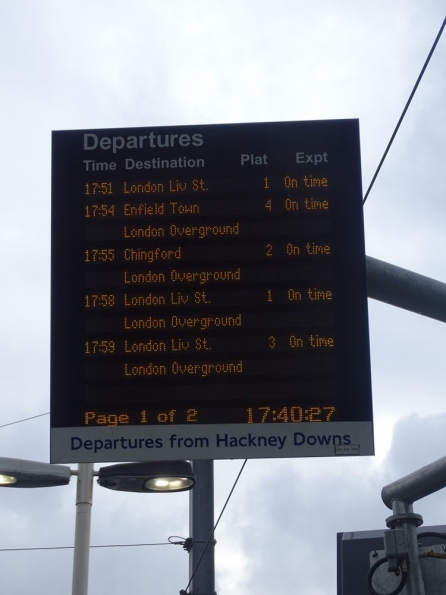 Departures
Time Destination Plat Expt
17:51 London Liv St. 1 On time
17:54 Enfield Town 4 On time
London Overground
17:55 Chingford 2 On time
London Overground
17:58 London Liv St. 1 On time
London Overground
17:59 London Liv St. 3 On time
London Overground
Page 1 of 2 17:40:27
Departures from Hackney Downs